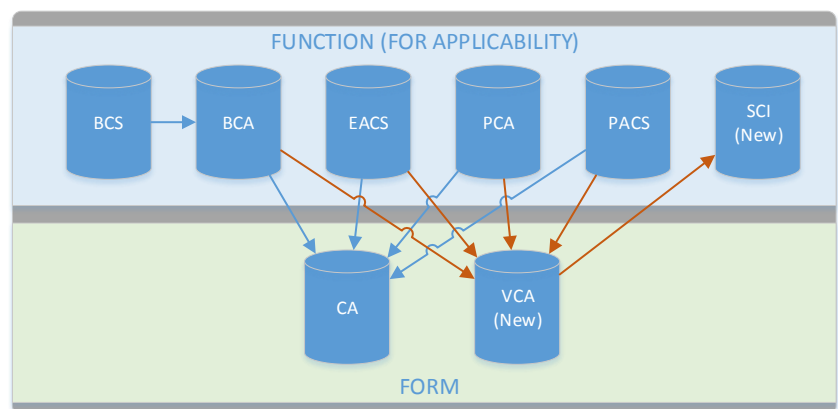 FUNCTION (FOR APPLICABILITY)
BCS
BCA
EACS
PCA
PACS
SCI
(New)
CA
VCA
(New)
FORM